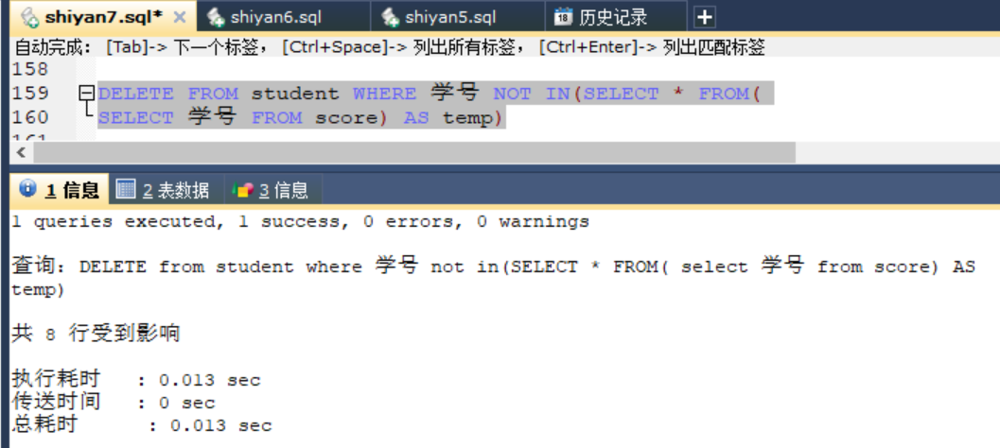 shiyan7.sql* × shiyan6.sql shiyan5.sql 历史记录
自动完成： [Tab]-> 下一个标签， [Ctrl+Space]-> 列出所有标签， [Ctrl+Enter]-> 列出匹配标签
158
159 DELETE FROM student WHERE 学号 NOT IN(SELECT * FROM(
160 SELECT 学号 FROM score) AS temp)
161
1 信息 2 表数据 3 信息
1 queries executed, 1 success, 0 errors, 0 warnings
查询：DELETE from student where 学号 not in(SELECT * FROM( select 学号 from score) AS
temp)
共 8 行受到影响
执行耗时 : 0.013 sec
传送时间 : 0 sec
总耗时 : 0.013 sec